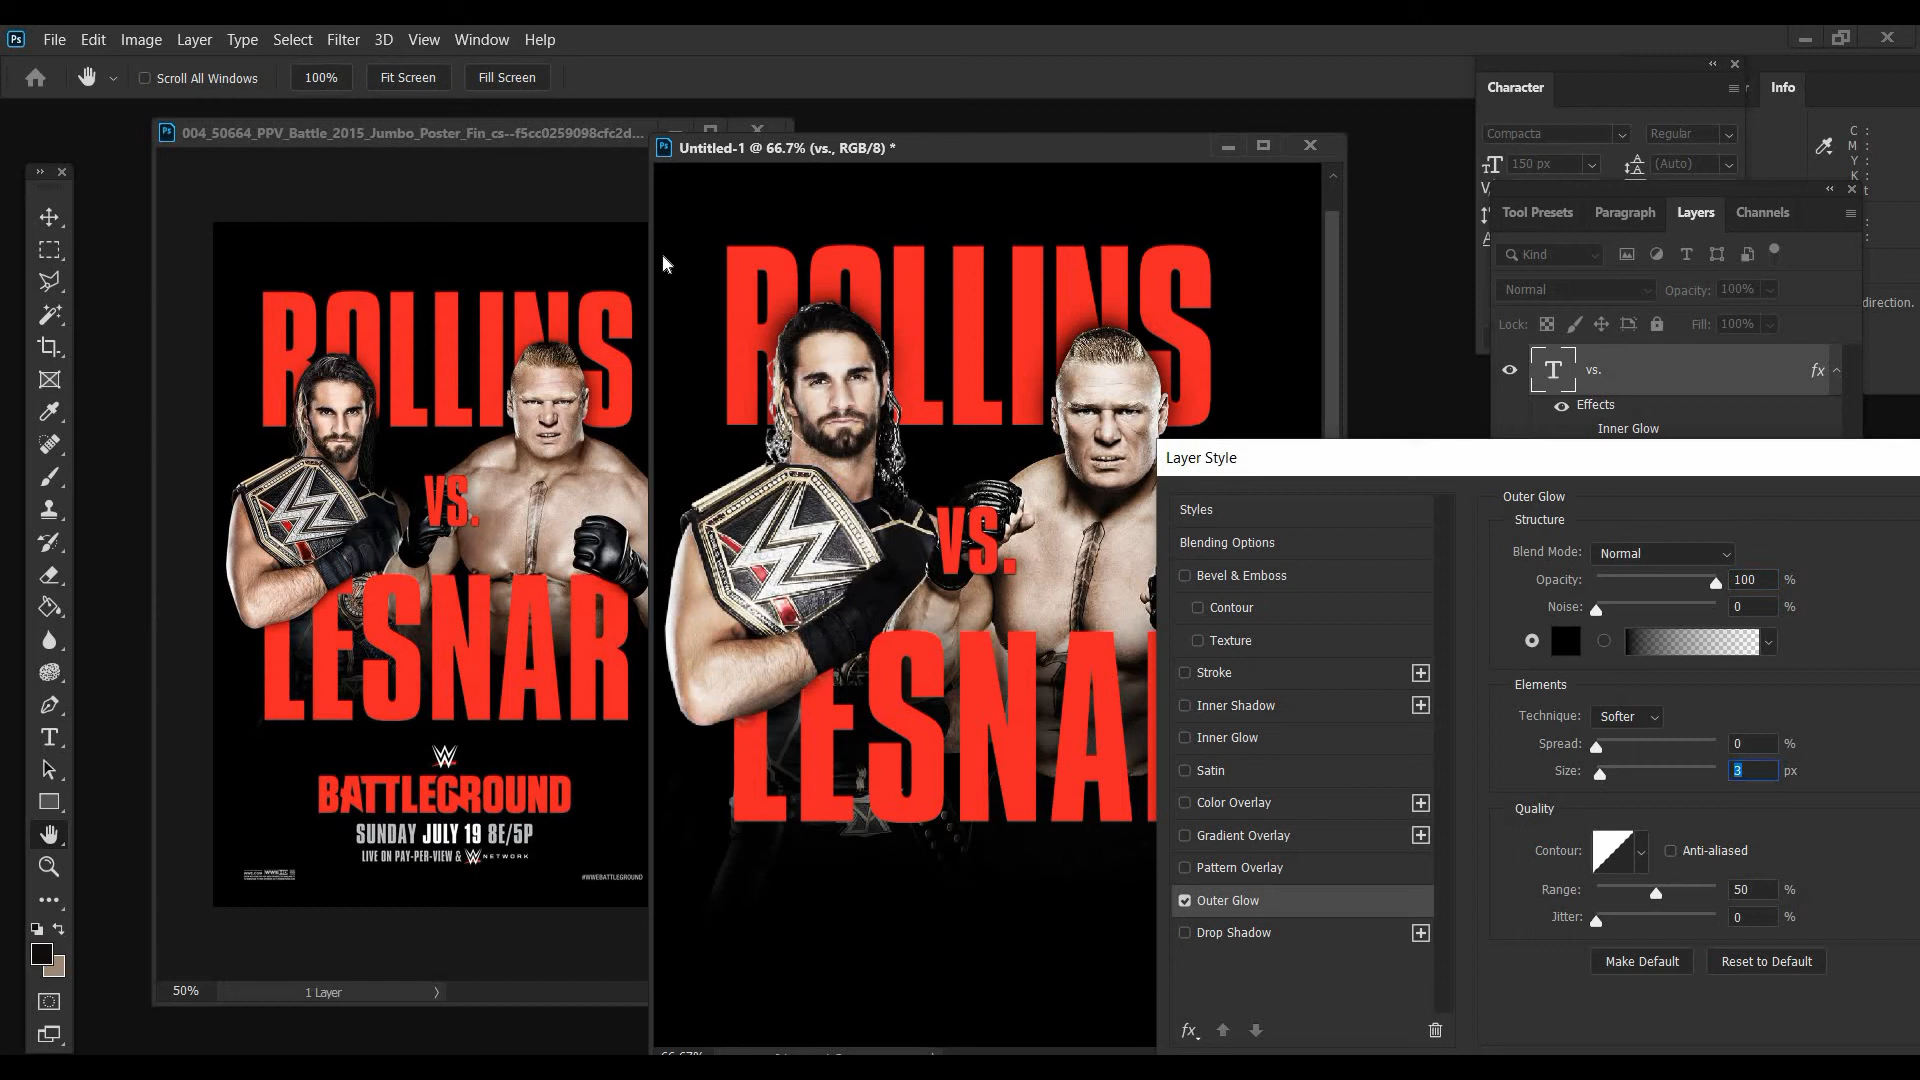 Ps File Edit Image Layer Type Select Filter 3D View Window Help
Scroll All Windows 100% Fit Screen Fill Screen
004_50664_PPV_Battle_2015_Jumbo_Poster_Fin_cs--f5cc0259098cfc2d...
ROLLINS
VS.
LESNAR
W
BATTLEGROUND
SUNDAY JULY 19 8E/5P
LIVE ON PAY-PER-VIEW & W NETWORK
#WWEBATTLEGROUND
50% 1 Layer
Ps Untitled-1 @ 66.7% (vs., RGB/8) *
ROLLINS
VS.
LESNA
Character
Info
Compacta Regular
150 px (Auto)
C :
M :
Y :
K :
Tool Presets Paragraph Layers Channels
Kind
Normal Opacity: 100%
direction.
Lock: Fill: 100%
T vs. fx
Effects
Inner Glow
Layer Style
Styles
Blending Options
Bevel & Emboss
Contour
Texture
Stroke
Inner Shadow
Inner Glow
Satin
Color Overlay
Gradient Overlay
Pattern Overlay
Outer Glow
Drop Shadow
fx
Outer Glow
Structure
Blend Mode: Normal
Opacity: 100 %
Noise: 0 %
Elements
Technique: Softer
Spread: 0 %
Size: 3 px
Quality
Contour: Anti-aliased
Range: 50 %
Jitter: 0 %
Make Default Reset to Default